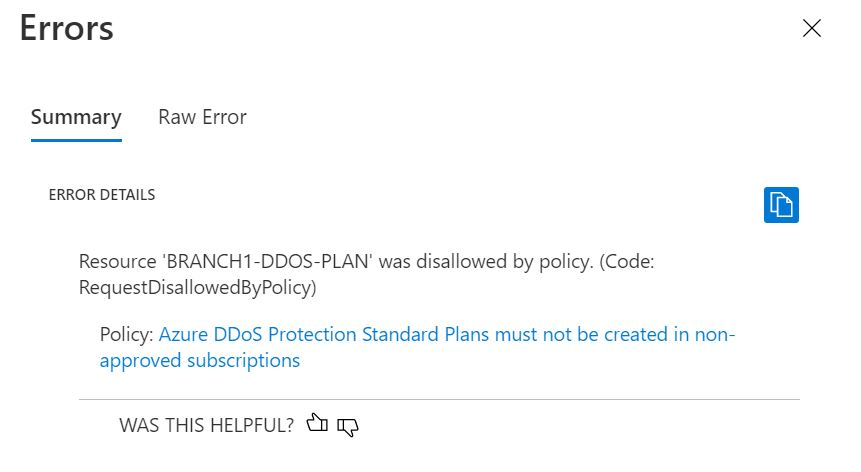 Errors
Summary Raw Error
ERROR DETAILS
Resource 'BRANCH1-DDOS-PLAN' was disallowed by policy. (Code:
RequestDisallowedByPolicy)
Policy: Azure DDoS Protection Standard Plans must not be created in non-
approved subscriptions
WAS THIS HELPFUL?